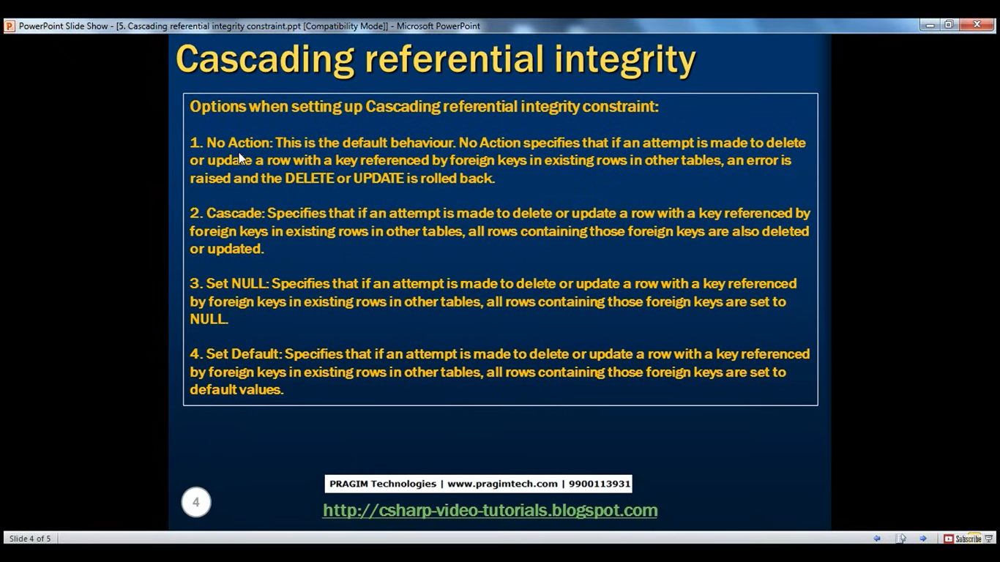 PowerPoint Slide Show - [5. Cascading referential integrity constraint.ppt [Compatibility Mode]] - Microsoft PowerPoint
Cascading referential integrity
Options when setting up Cascading referential integrity constraint:
1. No Action: This is the default behaviour. No Action specifies that if an attempt is made to delete
or update a row with a key referenced by foreign keys in existing rows in other tables, an error is
raised and the DELETE or UPDATE is rolled back.
2. Cascade: Specifies that if an attempt is made to delete or update a row with a key referenced by
foreign keys in existing rows in other tables, all rows containing those foreign keys are also deleted
or updated.
3. Set NULL: Specifies that if an attempt is made to delete or update a row with a key referenced
by foreign keys in existing rows in other tables, all rows containing those foreign keys are set to
NULL.
4. Set Default: Specifies that if an attempt is made to delete or update a row with a key referenced
by foreign keys in existing rows in other tables, all rows containing those foreign keys are set to
default values.
PRAGIM Technologies | www.pragimtech.com | 9900113931
4
http://csharp-video-tutorials.blogspot.com
Slide 4 of 5
Subscribe